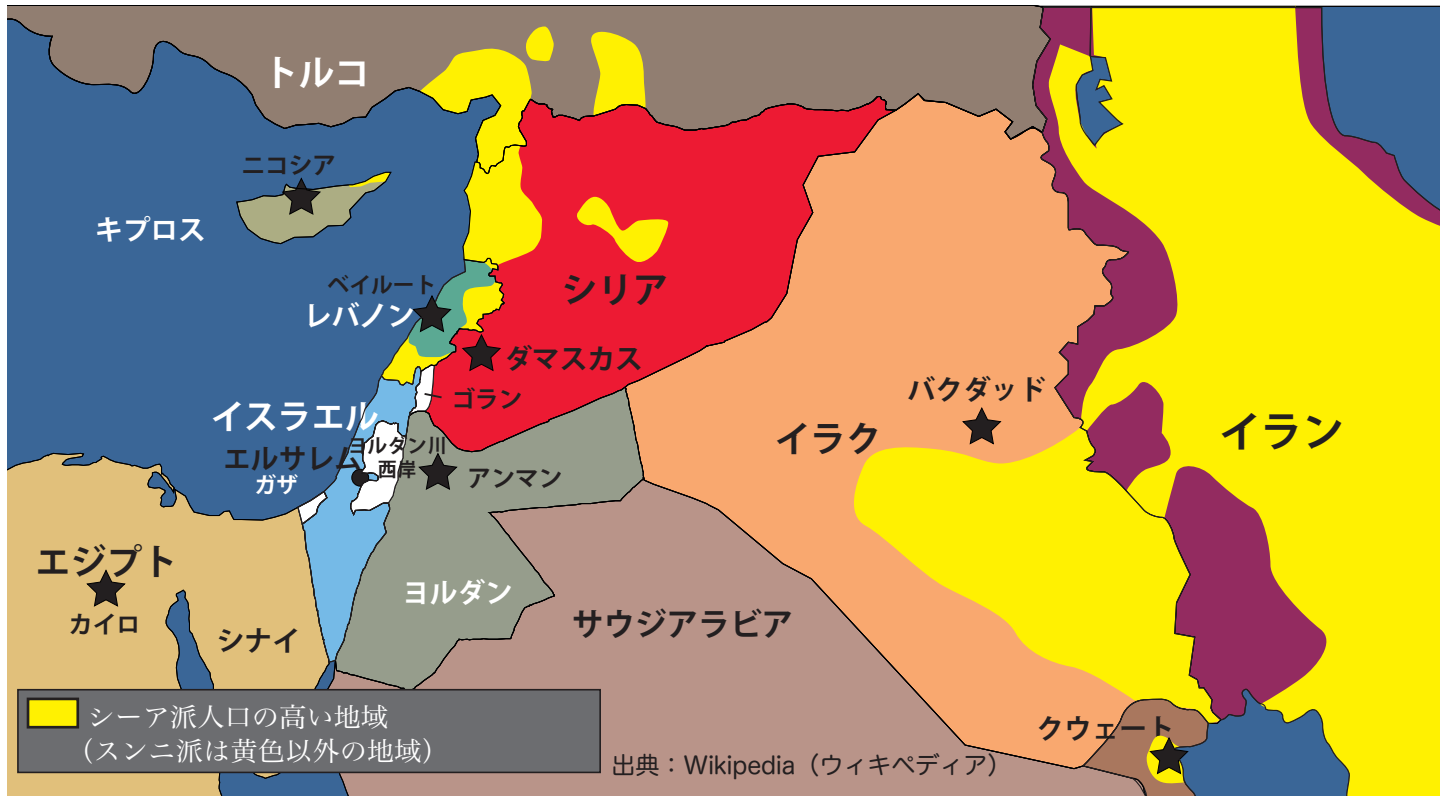 トルコ
ニコシア
キプロス
ベイルート
レバノン
シリア
ダマスカス
ゴラン
バクダッド
イラク
イラン
イスラエル
エルサレム
ヨルダン川
西岸
ガザ
アンマン
エジプト
カイロ
シナイ
ヨルダン
サウジアラビア
クウェート
シーア派人口の高い地域
（スンニ派は黄色以外の地域）
出典：Wikipedia（ウィキペディア）